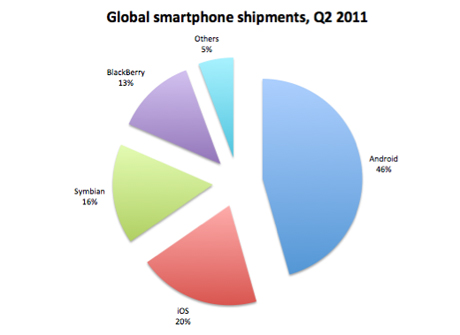 Global smartphone shipments, Q2 2011
Others
5%
BlackBerry
13%
Android
46%
Symbian
16%
iOS
20%